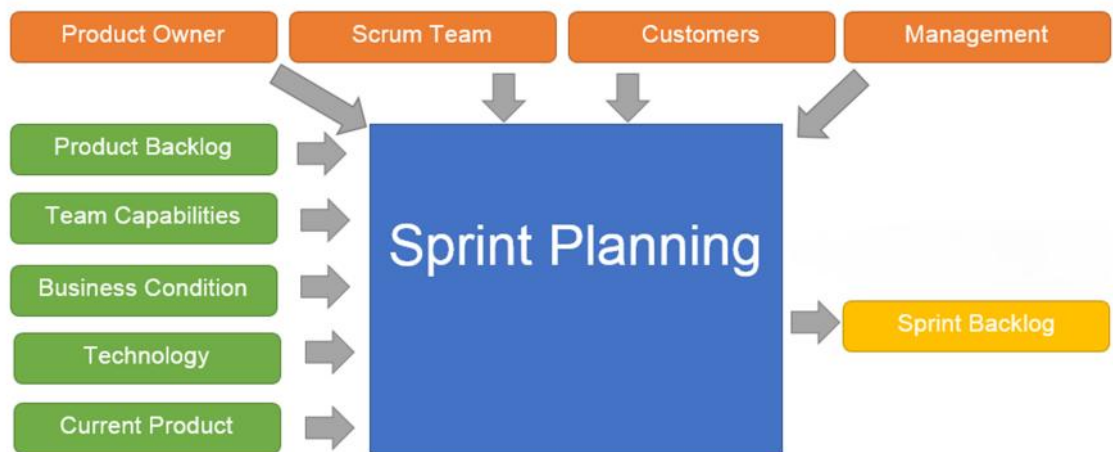 Product Owner
Scrum Team
Customers
Management
Product Backlog
Team Capabilities
Business Condition
Technology
Current Product
Sprint Planning
Sprint Backlog